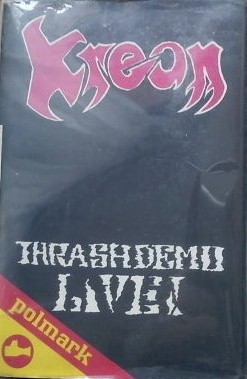 Kreon
THRASH DEMO
LIVE!
polmark